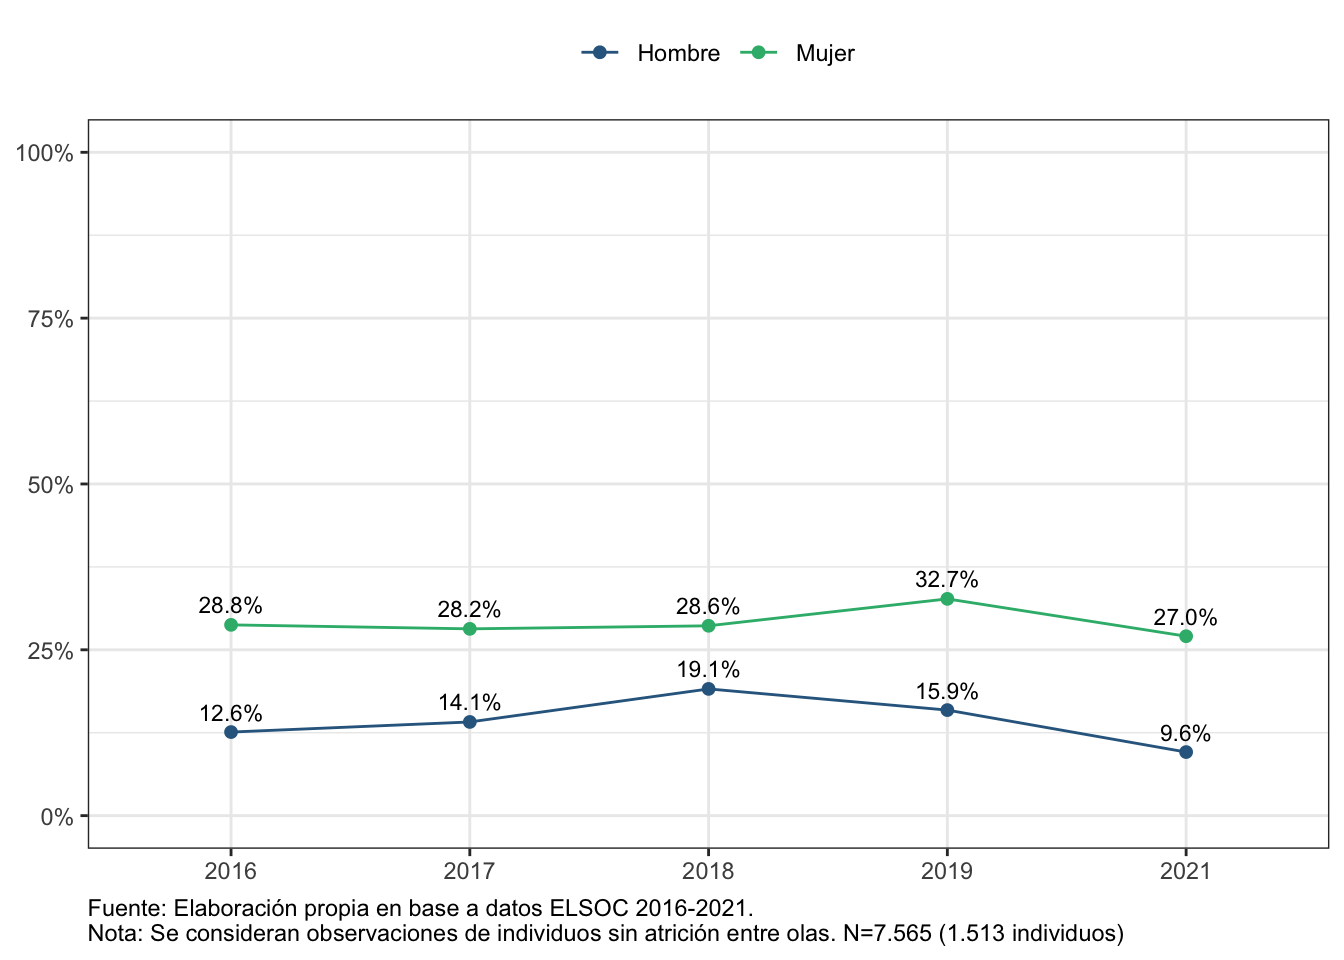 Hombre Mujer
100%
75%
50%
25%
0%
28.8% 28.2% 28.6% 32.7% 27.0%
12.6% 14.1% 19.1% 15.9% 9.6%
2016 2017 2018 2019 2021
Fuente: Elaboración propia en base a datos ELSOC 2016-2021.
Nota: Se consideran observaciones de individuos sin atrición entre olas. N=7.565 (1.513 individuos)